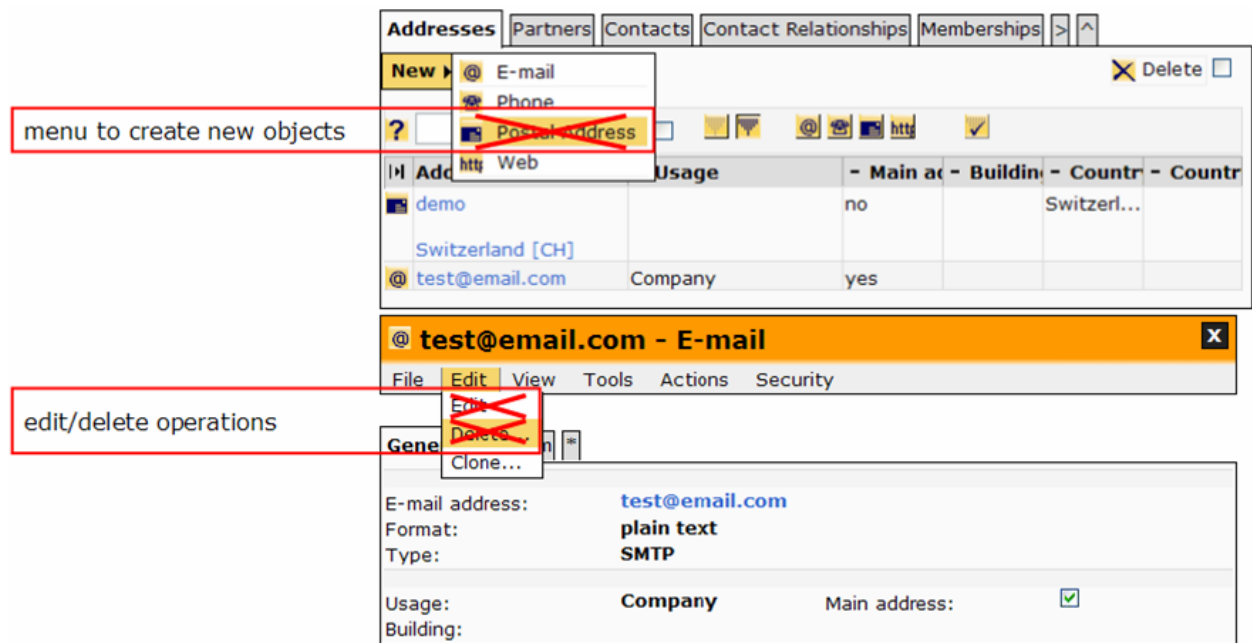 Addresses Partners Contacts Contact Relationships Memberships > ^
New @ E-mail Delete
Phone
menu to create new objects ? Postal Address @ http
http Web
Usage - Main - - Countr - Countr
demo no Switzerl...
Switzerland [CH]
@ test@email.com Company yes
@ test@email.com - E-mail X
File Edit View Tools Actions Security
Edit
edit/delete operations
Delete... *
Clone...
E-mail address: test@email.com
Format: plain text
Type: SMTP
Usage: Company Main address:
Building: